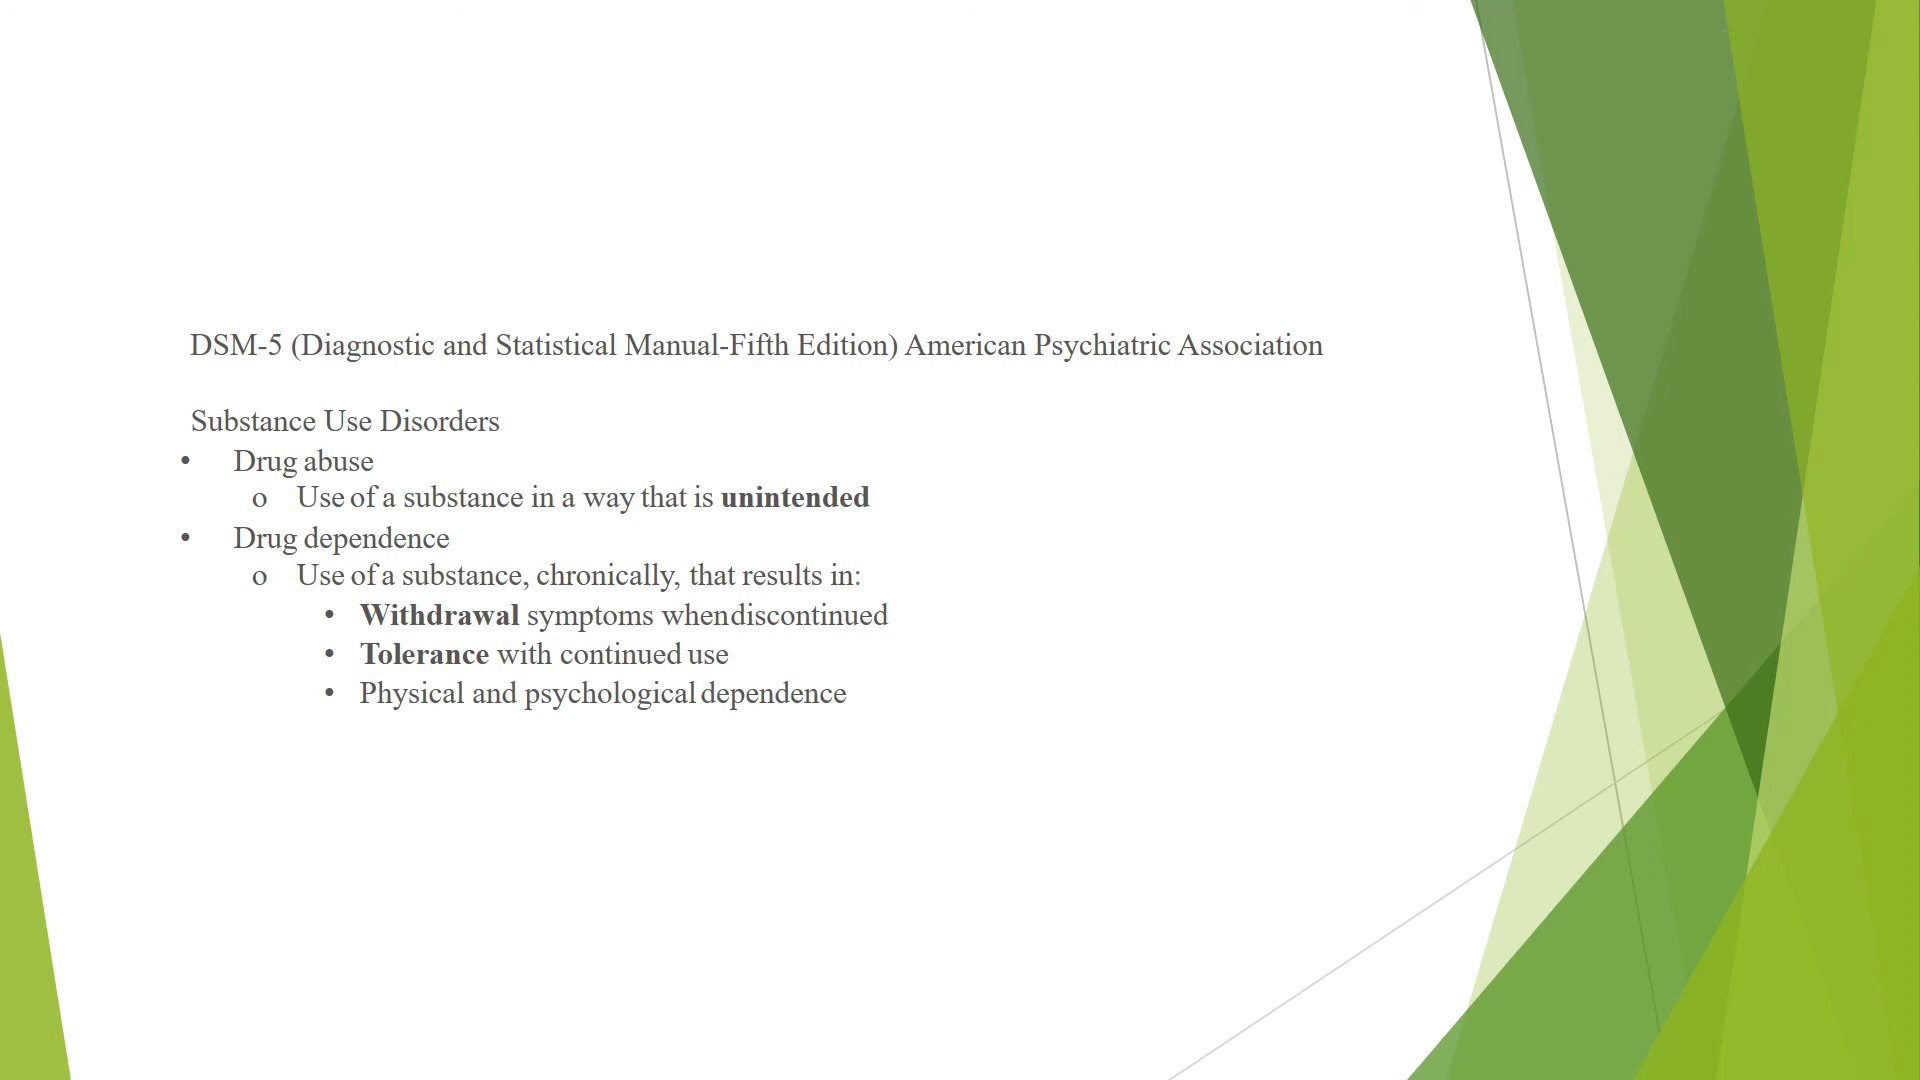 DSM-5 (Diagnostic and Statistical Manual-Fifth Edition) American Psychiatric Association
Substance Use Disorders
• Drug abuse
o Use of a substance in a way that is unintended
• Drug dependence
o Use of a substance, chronically, that results in:
• Withdrawal symptoms whendiscontinued
• Tolerance with continued use
• Physical and psychological dependence